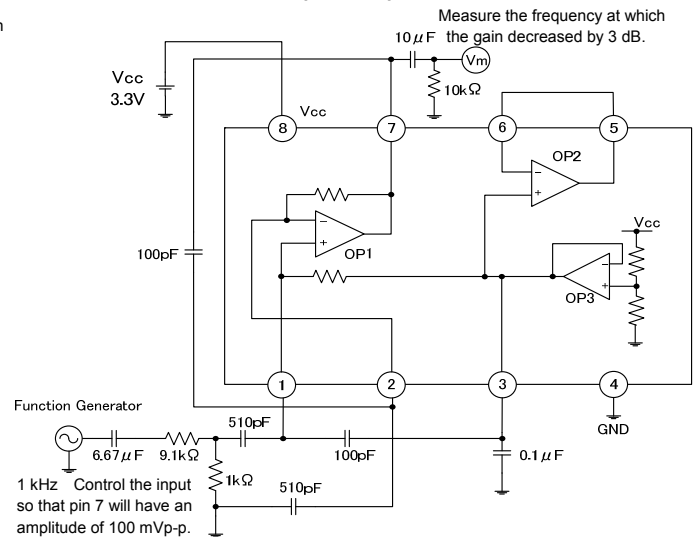 n
Measure the frequency at which
the gain decreased by 3 dB.
10μF
Vm
10kΩ
Vcc
3.3V
Vcc
8
7
6
5
OP2
−
+
OP1
−
+
Vcc
OP3
−
+
100pF
1
2
3
4
GND
Function Generator
510pF
6.67μF
9.1kΩ
100pF
0.1μF
1kΩ
510pF
1 kHz Control the input
so that pin 7 will have an
amplitude of 100 mVp-p.